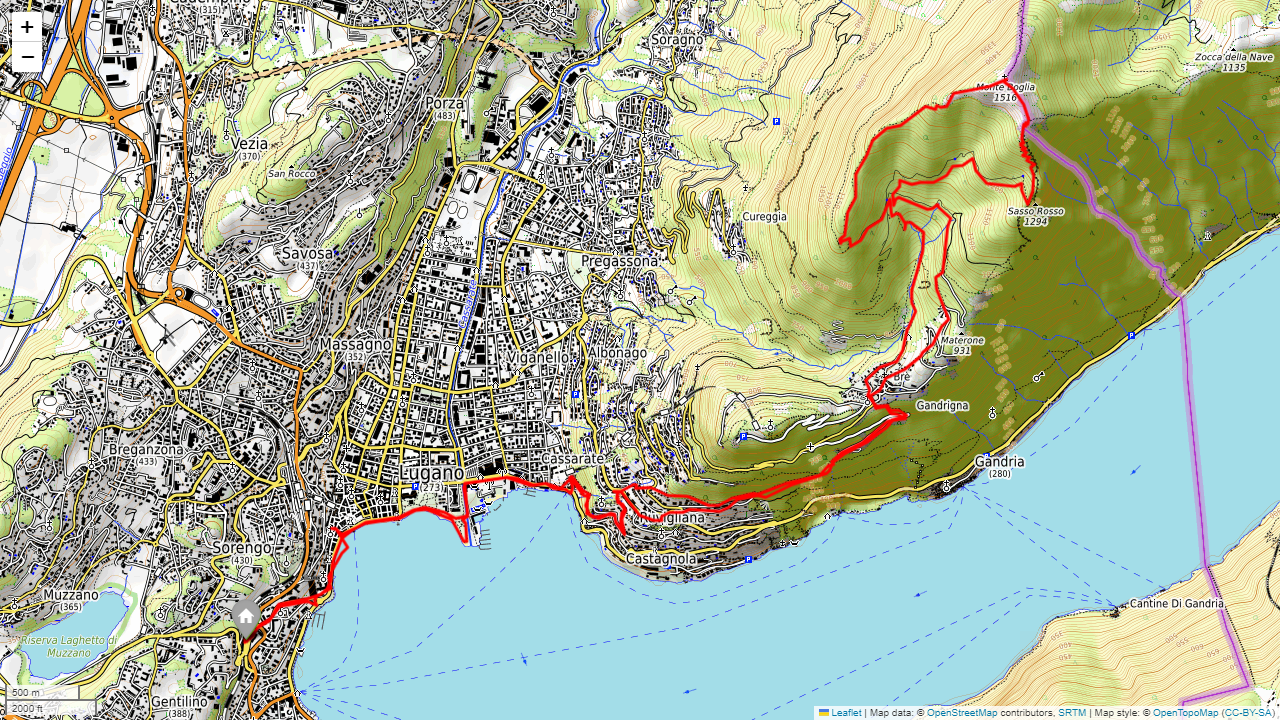 +
−
(315)
Soragno
Zocca della Nave
1135
Porza
(483)
Monte Boglia
1516
Vezia
(370)
San Rocco
Cureggia
Sasso Rosso
1294
Savosa
(437)
Pregassona
Massagno
(352
Viganello
Albonago
Materone
931
Brè
Gandrigna
Breganzona
(433)
Lugano
(273)
Cassarate
Gandria
(280)
Ruvigliana
Sorengo
(430)
Castagnola
Muzzano
(365)
Cantine Di Gandria
Riserva Laghetto di
Muzzano
500 m
2000 ft
Gentilino
(388)
Leaflet | Map data: © OpenStreetMap contributors, SRTM | Map style: © OpenTopoMap (CC-BY-SA)